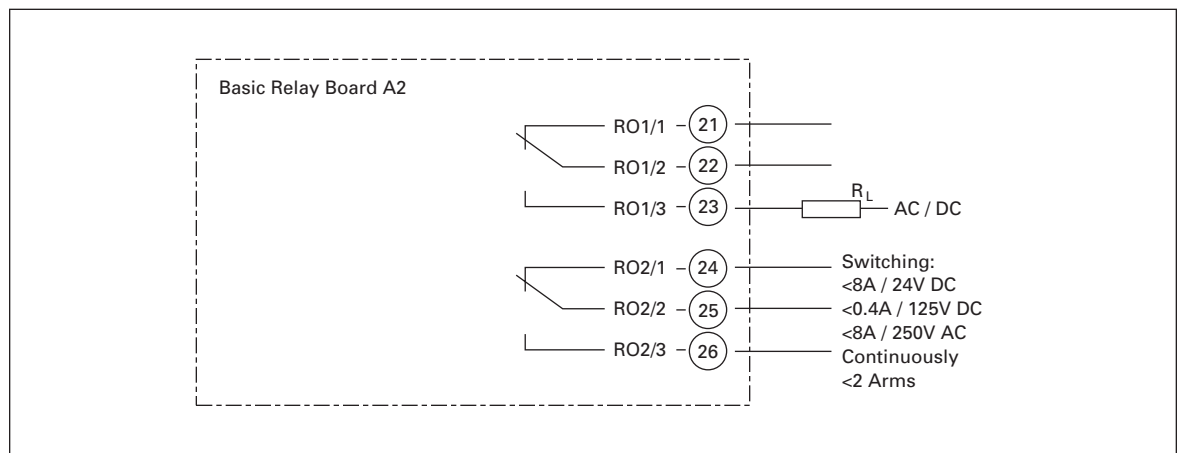 Basic Relay Board A2
RO1/1 21
RO1/2 22
RO1/3 23 RL AC / DC
RO2/1 24
RO2/2 25
RO2/3 26
Switching:
<8A / 24V DC
<0.4A / 125V DC
<8A / 250V AC
Continuously
<2 Arms